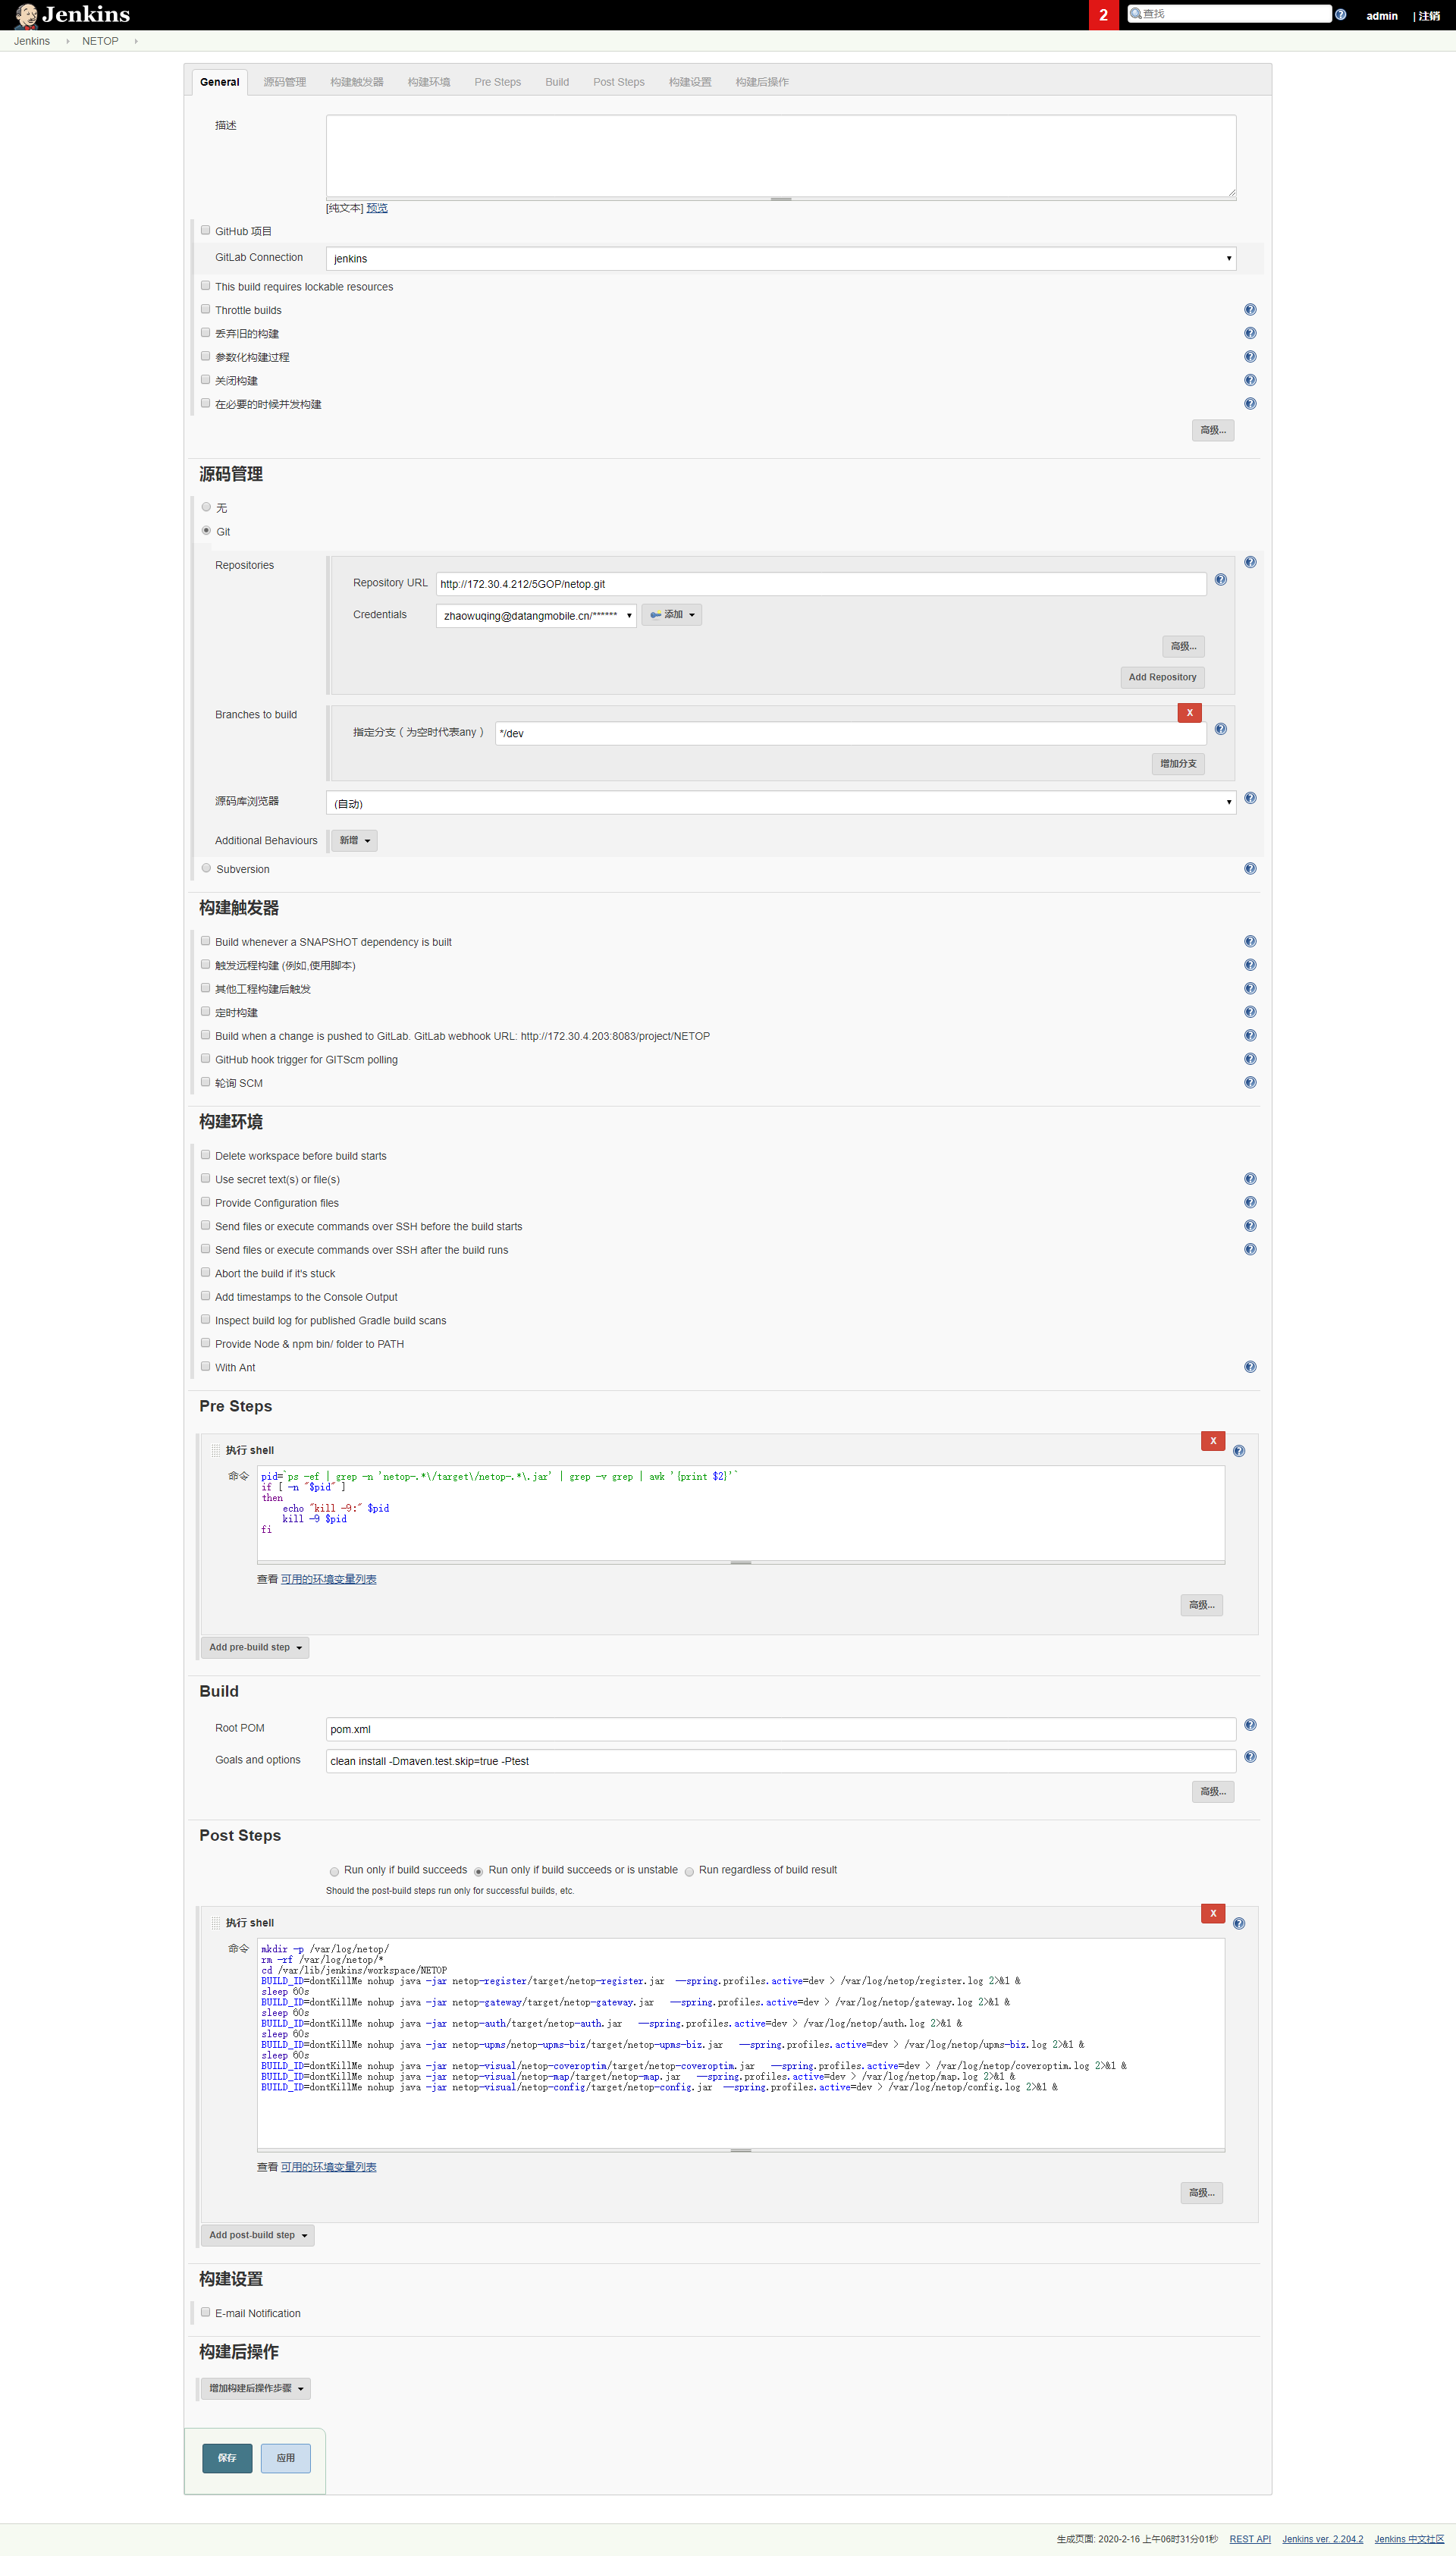 Jenkins
2
查找
admin
| 注销
Jenkins
NETOP
General
源码管理
构建触发器
构建环境
Pre Steps
Build
Post Steps
构建设置
构建后操作
描述
[纯文本] 预览
GitHub 项目
GitLab Connection
jenkins
This build requires lockable resources
Throttle builds
丢弃旧的构建
参数化构建过程
关闭构建
在必要的时候并发构建
高级...
源码管理
无
Git
Repositories
Repository URL
http://172.30.4.212/5GOP/netop.git
Credentials
zhaowuqing@datangmobile.cn/******
添加
高级...
Add Repository
Branches to build
X
指定分支（为空时代表any）
*/dev
增加分支
源码库浏览器
(自动)
Additional Behaviours
新增
Subversion
构建触发器
Build whenever a SNAPSHOT dependency is built
触发远程构建 (例如,使用脚本)
其他工程构建后触发
定时构建
Build when a change is pushed to GitLab. GitLab webhook URL: http://172.30.4.203:8083/project/NETOP
GitHub hook trigger for GITScm polling
轮询 SCM
构建环境
Delete workspace before build starts
Use secret text(s) or file(s)
Provide Configuration files
Send files or execute commands over SSH before the build starts
Send files or execute commands over SSH after the build runs
Abort the build if it's stuck
Add timestamps to the Console Output
Inspect build log for published Gradle build scans
Provide Node & npm bin/ folder to PATH
With Ant
Pre Steps
X
执行 shell
命令
pid=`ps -ef | grep -n 'netop-.*\/target\/netop-.*\.jar' | grep -v grep | awk '{print $2}'`
if [ -n "$pid" ]
then
    echo "kill -9:" $pid
    kill -9 $pid
fi
查看 可用的环境变量列表
高级...
Add pre-build step
Build
Root POM
pom.xml
Goals and options
clean install -Dmaven.test.skip=true -Ptest
高级...
Post Steps
Run only if build succeeds
Run only if build succeeds or is unstable
Run regardless of build result
Should the post-build steps run only for successful builds, etc.
X
执行 shell
命令
mkdir -p /var/log/netop/
rm -rf /var/log/netop/*
cd /var/lib/jenkins/workspace/NETOP
BUILD_ID=dontKillMe nohup java -jar netop-register/target/netop-register.jar  --spring.profiles.active=dev > /var/log/netop/register.log 2>&1 &
sleep 60s
BUILD_ID=dontKillMe nohup java -jar netop-gateway/target/netop-gateway.jar   --spring.profiles.active=dev > /var/log/netop/gateway.log 2>&1 &
sleep 60s
BUILD_ID=dontKillMe nohup java -jar netop-auth/target/netop-auth.jar   --spring.profiles.active=dev > /var/log/netop/auth.log 2>&1 &
sleep 60s
BUILD_ID=dontKillMe nohup java -jar netop-upms/netop-upms-biz/target/netop-upms-biz.jar   --spring.profiles.active=dev > /var/log/netop/upms-biz.log 2>&1 &
sleep 60s
BUILD_ID=dontKillMe nohup java -jar netop-visual/netop-coveroptim/target/netop-coveroptim.jar   --spring.profiles.active=dev > /var/log/netop/coveroptim.log 2>&1 &
BUILD_ID=dontKillMe nohup java -jar netop-visual/netop-map/target/netop-map.jar   --spring.profiles.active=dev > /var/log/netop/map.log 2>&1 &
BUILD_ID=dontKillMe nohup java -jar netop-visual/netop-config/target/netop-config.jar  --spring.profiles.active=dev > /var/log/netop/config.log 2>&1 &
查看 可用的环境变量列表
高级...
Add post-build step
构建设置
E-mail Notification
构建后操作
增加构建后操作步骤
保存
应用
生成页面: 2020-2-16 上午06时31分01秒
REST API
Jenkins ver. 2.204.2
Jenkins 中文社区